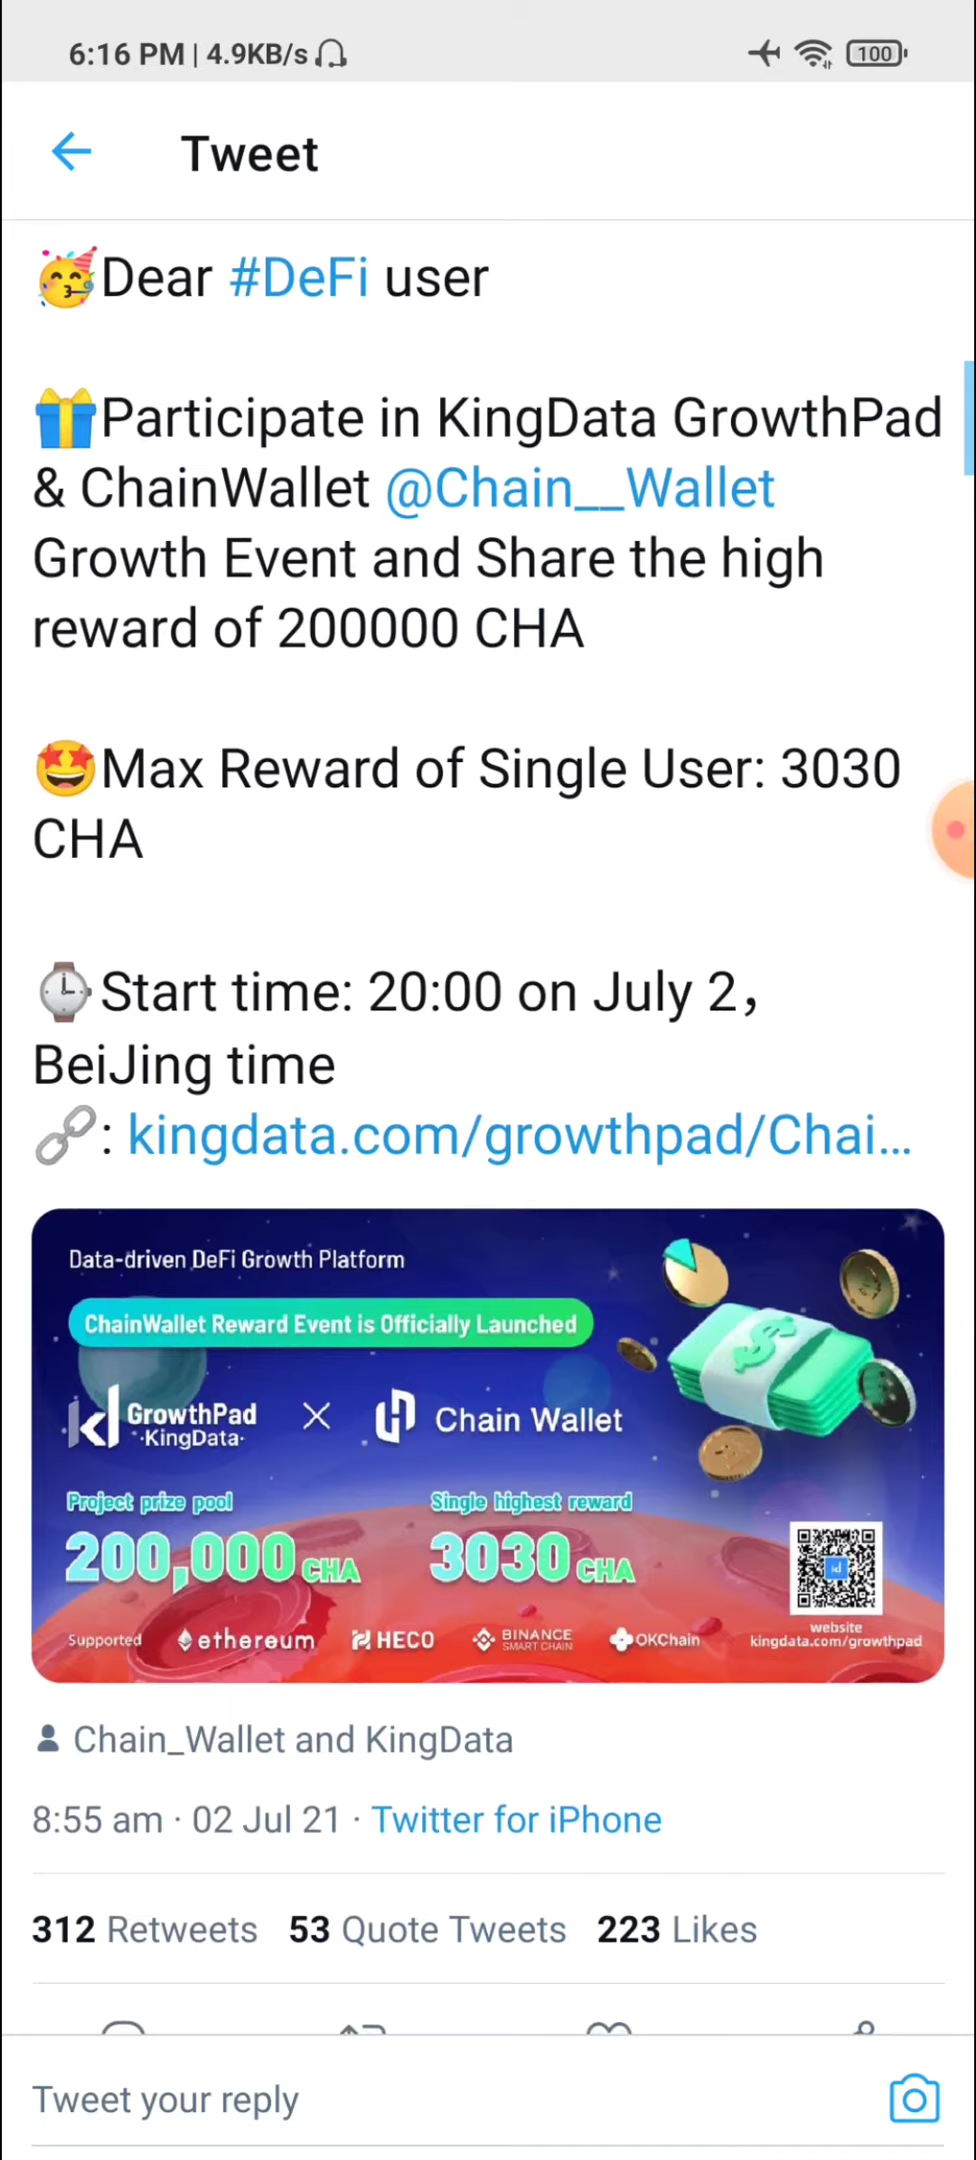 6:16 PM | 4.9KB/s
100
Tweet
🥳Dear #DeFi user
🎁Participate in KingData GrowthPad
& ChainWallet @Chain__Wallet
Growth Event and Share the high
reward of 200000 CHA
🤩Max Reward of Single User: 3030
CHA
⌚Start time: 20:00 on July 2，
BeiJing time
🔗: kingdata.com/growthpad/Chai...
Data-driven DeFi Growth Platform
ChainWallet Reward Event is Officially Launched
GrowthPad
·KingData·
Chain Wallet
Project prize pool
Single highest reward
200,000 CHA
3030 CHA
Supported
ethereum
HECO
BINANCE
SMART CHAIN
OKChain
website
kingdata.com/growthpad
Chain_Wallet and KingData
8:55 am · 02 Jul 21 · Twitter for iPhone
312 Retweets 53 Quote Tweets 223 Likes
Tweet your reply